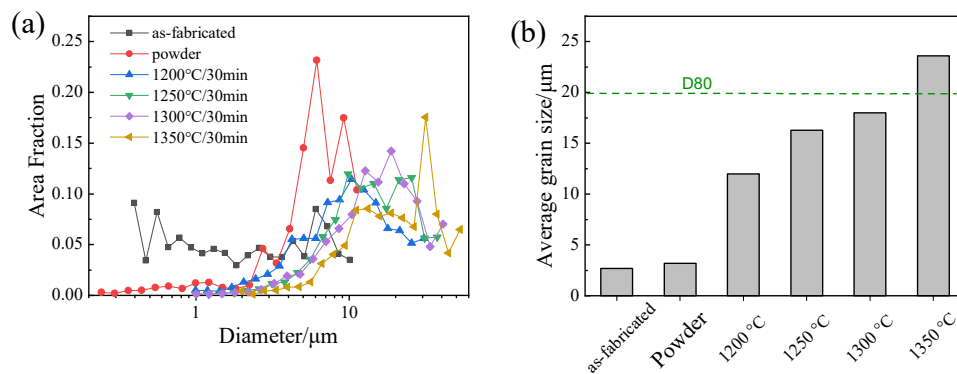 (a)
Area Fraction
0.25
0.20
0.15
0.10
0.05
0.00
as-fabricated
powder
1200°C/30min
1250°C/30min
1300°C/30min
1350°C/30min
1
10
Diameter/μm
(b)
Average grain size/μm
25
20
15
10
5
0
D80
as-fabricated
Powder
1200 °C
1250 °C
1300 °C
1350 °C